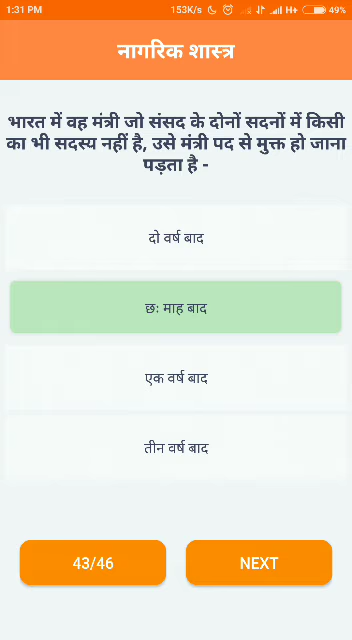 1:31 PM
153K/s H+ 49%
नागरिक शास्त्र
भारत में वह मंत्री जो संसद के दोनों सदनों में किसी
का भी सदस्य नहीं है, उसे मंत्री पद से मुक्त हो जाना
पड़ता है -
दो वर्ष बाद
छः माह बाद
एक वर्ष बाद
तीन वर्ष बाद
43/46
NEXT